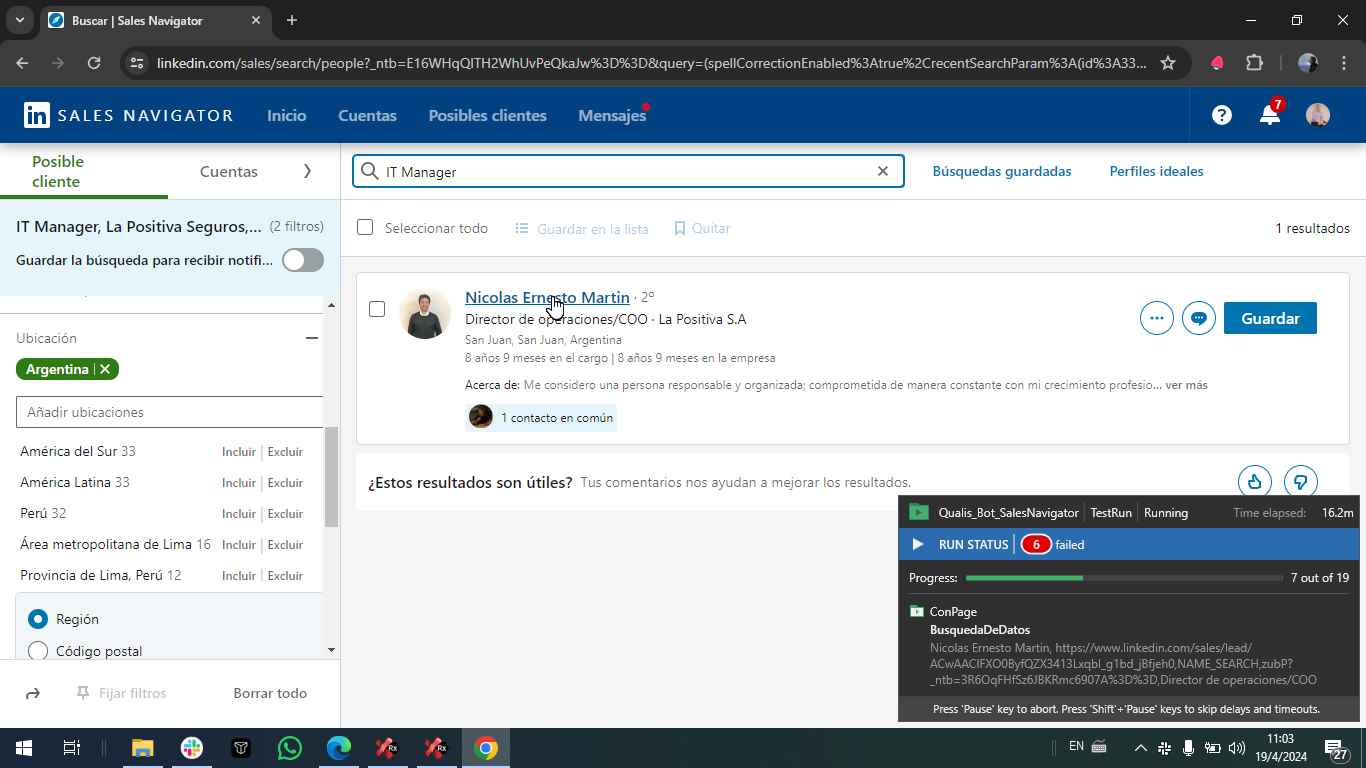 Buscar | Sales Navigator
linkedin.com/sales/search/people?_ntb=E16WHqQlTH2WhUvPeQkaJw%3D%3D&query=(spellCorrectionEnabled%3Atrue%2CrecentSearchParam%3A(id%3A33...
in SALES NAVIGATOR
Inicio
Cuentas
Posibles clientes
Mensajes
7
Posible
cliente
Cuentas
IT Manager
Búsquedas guardadas
Perfiles ideales
IT Manager, La Positiva Seguros,... (2 filtros)
Guardar la búsqueda para recibir notifi...
Seleccionar todo
Guardar en la lista
Quitar
1 resultados
Ubicación
Argentina
Añadir ubicaciones
América del Sur 33 Incluir | Excluir
América Latina 33 Incluir | Excluir
Perú 32 Incluir | Excluir
Área metropolitana de Lima 16 Incluir | Excluir
Provincia de Lima, Perú 12 Incluir | Excluir
Región
Código postal
Fijar filtros
Borrar todo
Nicolas Ernesto Martin · 2º
Director de operaciones/COO · La Positiva S.A
San Juan, San Juan, Argentina
8 años 9 meses en el cargo | 8 años 9 meses en la empresa
Acerca de: Me considero una persona responsable y organizada; comprometida de manera constante con mi crecimiento profesio... ver más
1 contacto en común
Guardar
¿Estos resultados son útiles? Tus comentarios nos ayudan a mejorar los resultados.
Qualis_Bot_SalesNavigator | TestRun | Running Time elapsed: 16.2m
RUN STATUS | 6 failed
Progress: 7 out of 19
ConPage
BusquedaDeDatos
Nicolas Ernesto Martin, https://www.linkedin.com/sales/lead/
ACwAACIFXO0ByfQZX3413Lxqbl_g1bd_jBfjeh0,NAME_SEARCH,zubP?
_ntb=3R6OqFHfSz6JBKRmc6907A%3D%3D,Director de operaciones/COO
Press 'Pause' key to abort. Press 'Shift'+'Pause' keys to skip delays and timeouts.
Rx
Rx
EN
11:03
19/4/2024
27